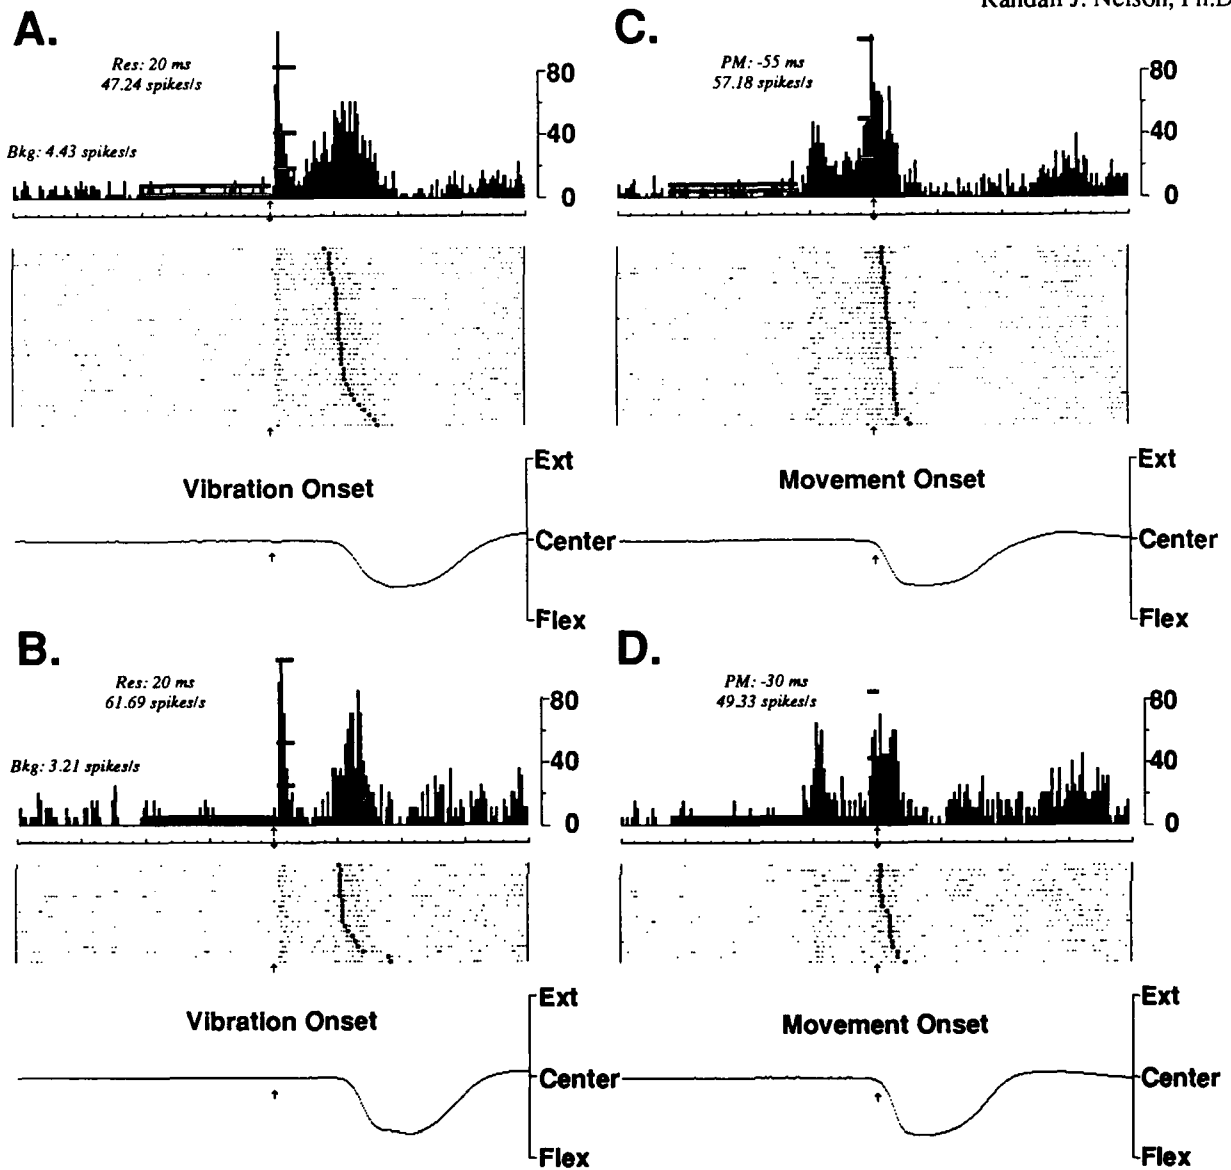 Randall J. Nelson, Ph.D
A.
Res: 20 ms
47.24 spikes/s
Bkg: 4.43 spikes/s
80
40
0
Vibration Onset
Ext
Center
Flex
C.
PM: -55 ms
57.18 spikes/s
80
40
0
Movement Onset
Ext
Center
Flex
B.
Res: 20 ms
61.69 spikes/s
Bkg: 3.21 spikes/s
80
40
0
Vibration Onset
Ext
Center
Flex
D.
PM: -30 ms
49.33 spikes/s
80
40
0
Movement Onset
Ext
Center
Flex